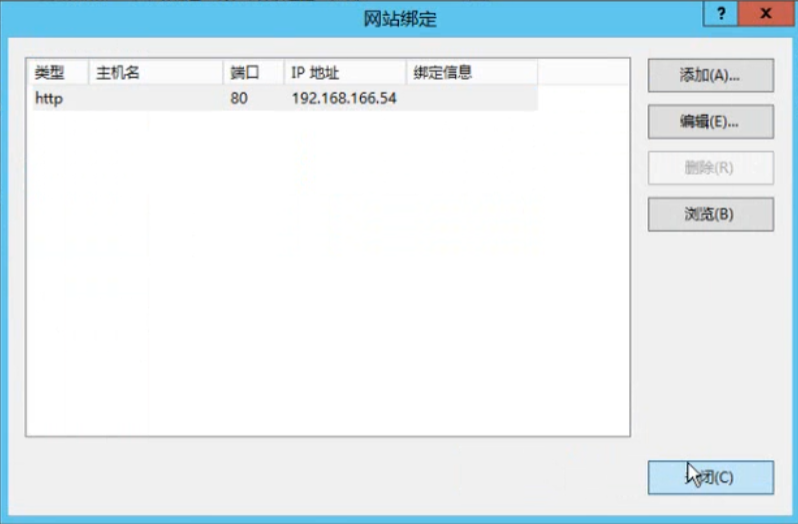 网站绑定
?
类型 主机名 端口 IP 地址 绑定信息
http 80 192.168.166.54
添加(A)...
编辑(E)...
删除(R)
浏览(B)
闭(C)